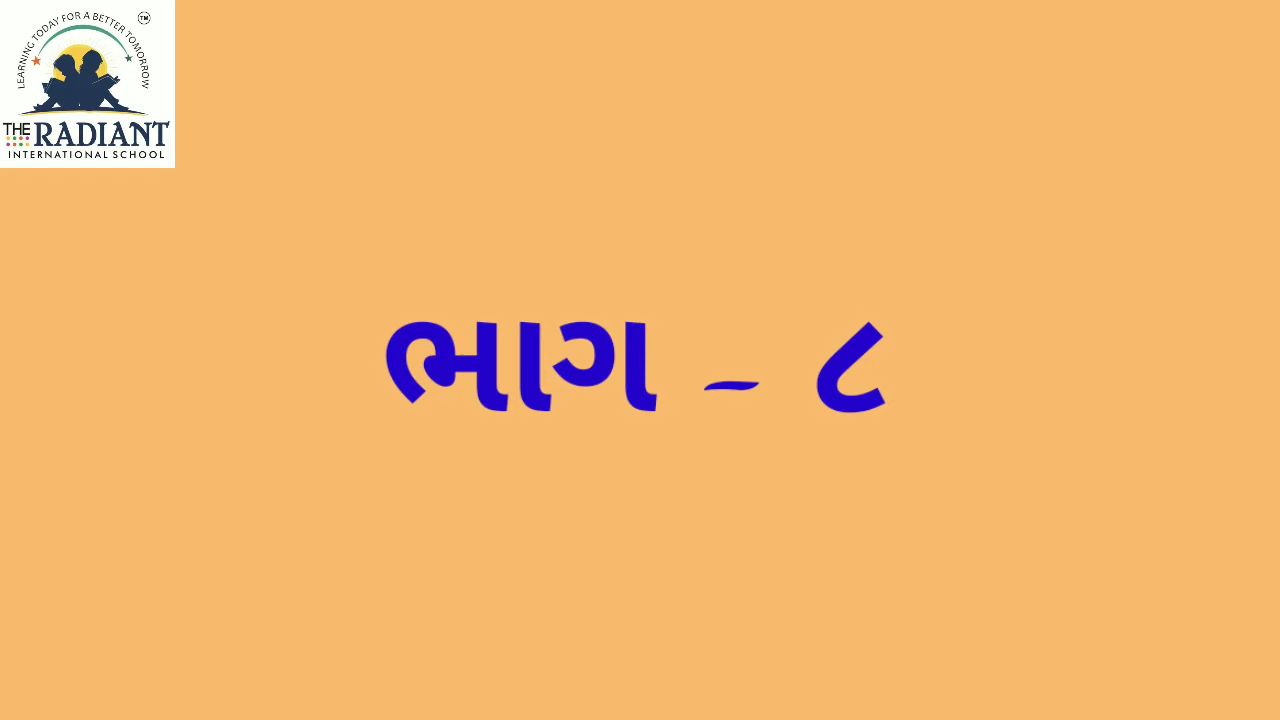 LEARNING TODAY FOR A BETTER TOMORROW
TM
THE RADIANT
INTERNATIONAL SCHOOL
ભાગ - ૮